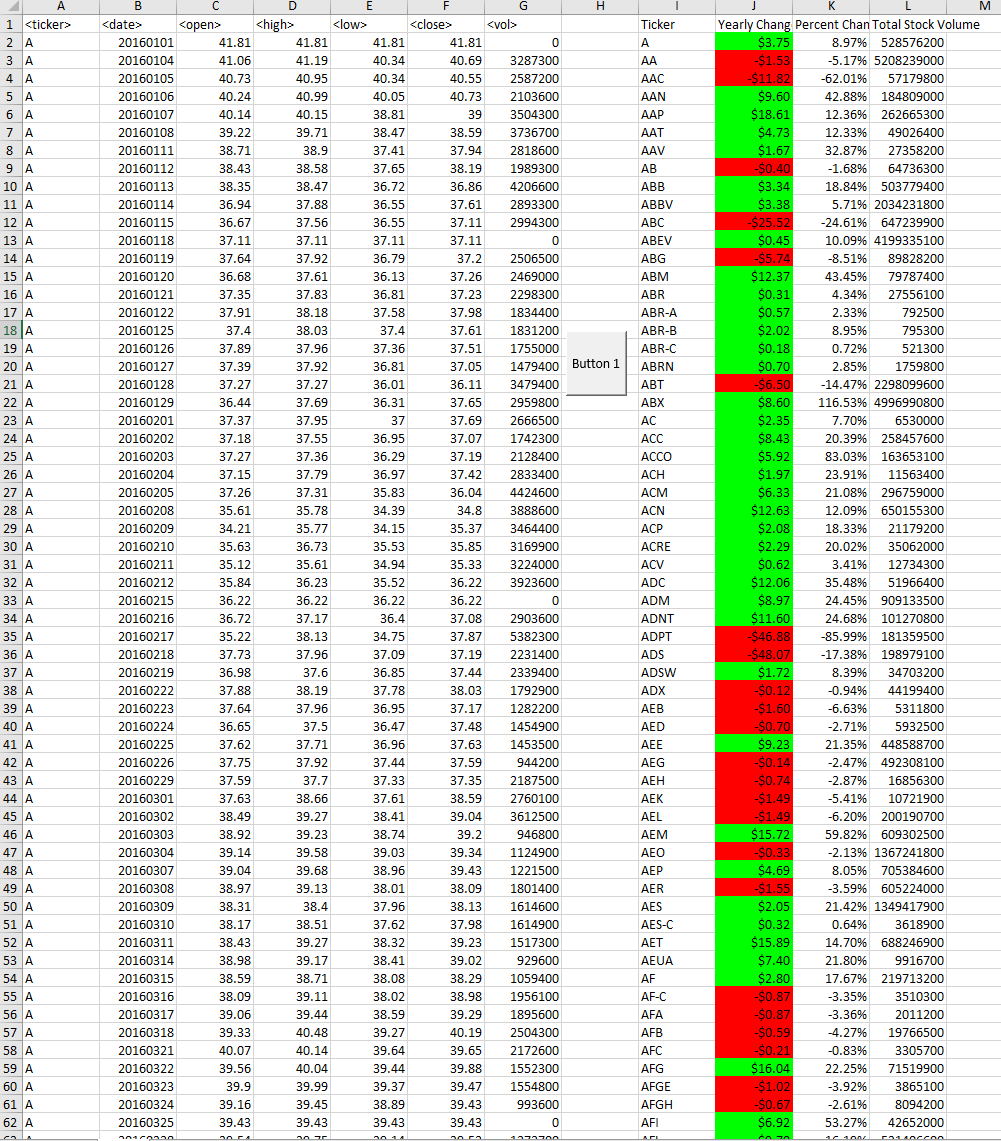 A B C D E F G H I J K L M
1 <ticker> <date> <open> <high> <low> <close> <vol> Ticker Yearly Chang Percent Chan Total Stock Volume
2 A 20160101 41.81 41.81 41.81 41.81 0 A $3.75 8.97% 528576200
3 A 20160104 41.06 41.19 40.34 40.69 3287300 AA -$1.53 -5.17% 5208239000
4 A 20160105 40.73 40.95 40.34 40.55 2587200 AAC -$11.82 -62.01% 57179800
5 A 20160106 40.24 40.99 40.05 40.73 2103600 AAN $9.60 42.88% 184809000
6 A 20160107 40.14 40.15 38.81 39 3504300 AAP $18.61 12.36% 262665300
7 A 20160108 39.22 39.71 38.47 38.59 3736700 AAT $4.73 12.33% 49026400
8 A 20160111 38.71 38.9 37.41 37.94 2818600 AAV $1.67 32.87% 27358200
9 A 20160112 38.43 38.58 37.65 38.19 1989300 AB -$0.40 -1.68% 64736300
10 A 20160113 38.35 38.47 36.72 36.86 4206600 ABB $3.34 18.84% 503779400
11 A 20160114 36.94 37.88 36.55 37.61 2893300 ABBV $3.38 5.71% 2034231800
12 A 20160115 36.67 37.56 36.55 37.11 2994300 ABC -$25.52 -24.61% 647239900
13 A 20160118 37.11 37.11 37.11 37.11 0 ABEV $0.45 10.09% 4199335100
14 A 20160119 37.64 37.92 36.79 37.2 2506500 ABG -$5.74 -8.51% 89828200
15 A 20160120 36.68 37.61 36.13 37.26 2469000 ABM $12.37 43.45% 79787400
16 A 20160121 37.35 37.83 36.81 37.23 2298300 ABR $0.31 4.34% 27556100
17 A 20160122 37.91 38.18 37.58 37.98 1834400 ABR-A $0.57 2.33% 792500
18 A 20160125 37.4 38.03 37.4 37.61 1831200 ABR-B $2.02 8.95% 795300
19 A 20160126 37.89 37.96 37.36 37.51 1755000 ABR-C $0.18 0.72% 521300
Button 1
20 A 20160127 37.39 37.92 36.81 37.05 1479400 ABRN $0.70 2.85% 1759800
21 A 20160128 37.27 37.27 36.01 36.11 3479400 ABT -$6.50 -14.47% 2298099600
22 A 20160129 36.44 37.69 36.31 37.65 2959800 ABX $8.60 116.53% 4996990800
23 A 20160201 37.37 37.95 37 37.69 2666500 AC $2.35 7.70% 6530000
24 A 20160202 37.18 37.55 36.95 37.07 1742300 ACC $8.43 20.39% 258457600
25 A 20160203 37.27 37.36 36.29 37.19 2128400 ACCO $5.92 83.03% 163653100
26 A 20160204 37.15 37.79 36.97 37.42 2833400 ACH $1.97 23.91% 11563400
27 A 20160205 37.26 37.31 35.83 36.04 4424600 ACM $6.33 21.08% 296759000
28 A 20160208 35.61 35.78 34.39 34.8 3888600 ACN $12.63 12.09% 650155300
29 A 20160209 34.21 35.77 34.15 35.37 3464400 ACP $2.08 18.33% 21179200
30 A 20160210 35.63 36.73 35.53 35.85 3169900 ACRE $2.29 20.02% 35062000
31 A 20160211 35.12 35.61 34.94 35.33 3224000 ACV $0.62 3.41% 12734300
32 A 20160212 35.84 36.23 35.52 36.22 3923600 ADC $12.06 35.48% 51966400
33 A 20160215 36.22 36.22 36.22 36.22 0 ADM $8.97 24.45% 909133500
34 A 20160216 36.72 37.17 36.4 37.08 2903600 ADNT $11.60 24.68% 101270800
35 A 20160217 35.22 38.13 34.75 37.87 5382300 ADPT -$46.88 -85.99% 181359500
36 A 20160218 37.73 37.96 37.09 37.19 2231400 ADS -$48.07 -17.38% 198979100
37 A 20160219 36.98 37.6 36.85 37.44 2339400 ADSW $1.72 8.39% 34703200
38 A 20160222 37.88 38.19 37.78 38.03 1792900 ADX -$0.12 -0.94% 44199400
39 A 20160223 37.64 37.96 36.95 37.17 1282200 AEB -$1.60 -6.63% 5311800
40 A 20160224 36.65 37.5 36.47 37.48 1454900 AED -$0.70 -2.71% 5932500
41 A 20160225 37.62 37.71 36.96 37.63 1453500 AEE $9.23 21.35% 448588700
42 A 20160226 37.75 37.92 37.44 37.59 944200 AEG -$0.14 -2.47% 492308100
43 A 20160229 37.59 37.7 37.33 37.35 2187500 AEH -$0.74 -2.87% 16856300
44 A 20160301 37.63 38.66 37.61 38.59 2760100 AEK -$1.49 -5.41% 10721900
45 A 20160302 38.49 39.27 38.41 39.04 3612500 AEL -$1.49 -6.20% 200190700
46 A 20160303 38.92 39.23 38.74 39.2 946800 AEM $15.72 59.82% 609302500
47 A 20160304 39.14 39.58 39.03 39.34 1124900 AEO -$0.33 -2.13% 1367241800
48 A 20160307 39.04 39.68 38.96 39.43 1221500 AEP $4.69 8.05% 705384600
49 A 20160308 38.97 39.13 38.01 38.09 1801400 AER -$1.55 -3.59% 605224000
50 A 20160309 38.31 38.4 37.96 38.13 1614600 AES $2.05 21.42% 1349417900
51 A 20160310 38.17 38.51 37.62 37.98 1614900 AES-C $0.32 0.64% 3618900
52 A 20160311 38.43 39.27 38.32 39.23 1517300 AET $15.89 14.70% 688246900
53 A 20160314 38.98 39.17 38.41 39.02 929600 AEUA $7.40 21.80% 9916700
54 A 20160315 38.59 38.71 38.08 38.29 1059400 AF $2.80 17.67% 219713200
55 A 20160316 38.09 39.11 38.02 38.98 1956100 AF-C -$0.87 -3.35% 3510300
56 A 20160317 39.06 39.44 38.59 39.29 1895600 AFA -$0.87 -3.36% 2011200
57 A 20160318 39.33 40.48 39.27 40.19 2504300 AFB -$0.59 -4.27% 19766500
58 A 20160321 40.07 40.14 39.64 39.65 2172600 AFC -$0.21 -0.83% 3305700
59 A 20160322 39.56 40.04 39.44 39.88 1552300 AFG $16.04 22.25% 71519900
60 A 20160323 39.9 39.99 39.37 39.47 1554800 AFGE -$1.02 -3.92% 3865100
61 A 20160324 39.16 39.45 38.89 39.43 993600 AFGH -$0.67 -2.61% 8094200
62 A 20160325 39.43 39.43 39.43 39.43 0 AFI $6.92 53.27% 42652000